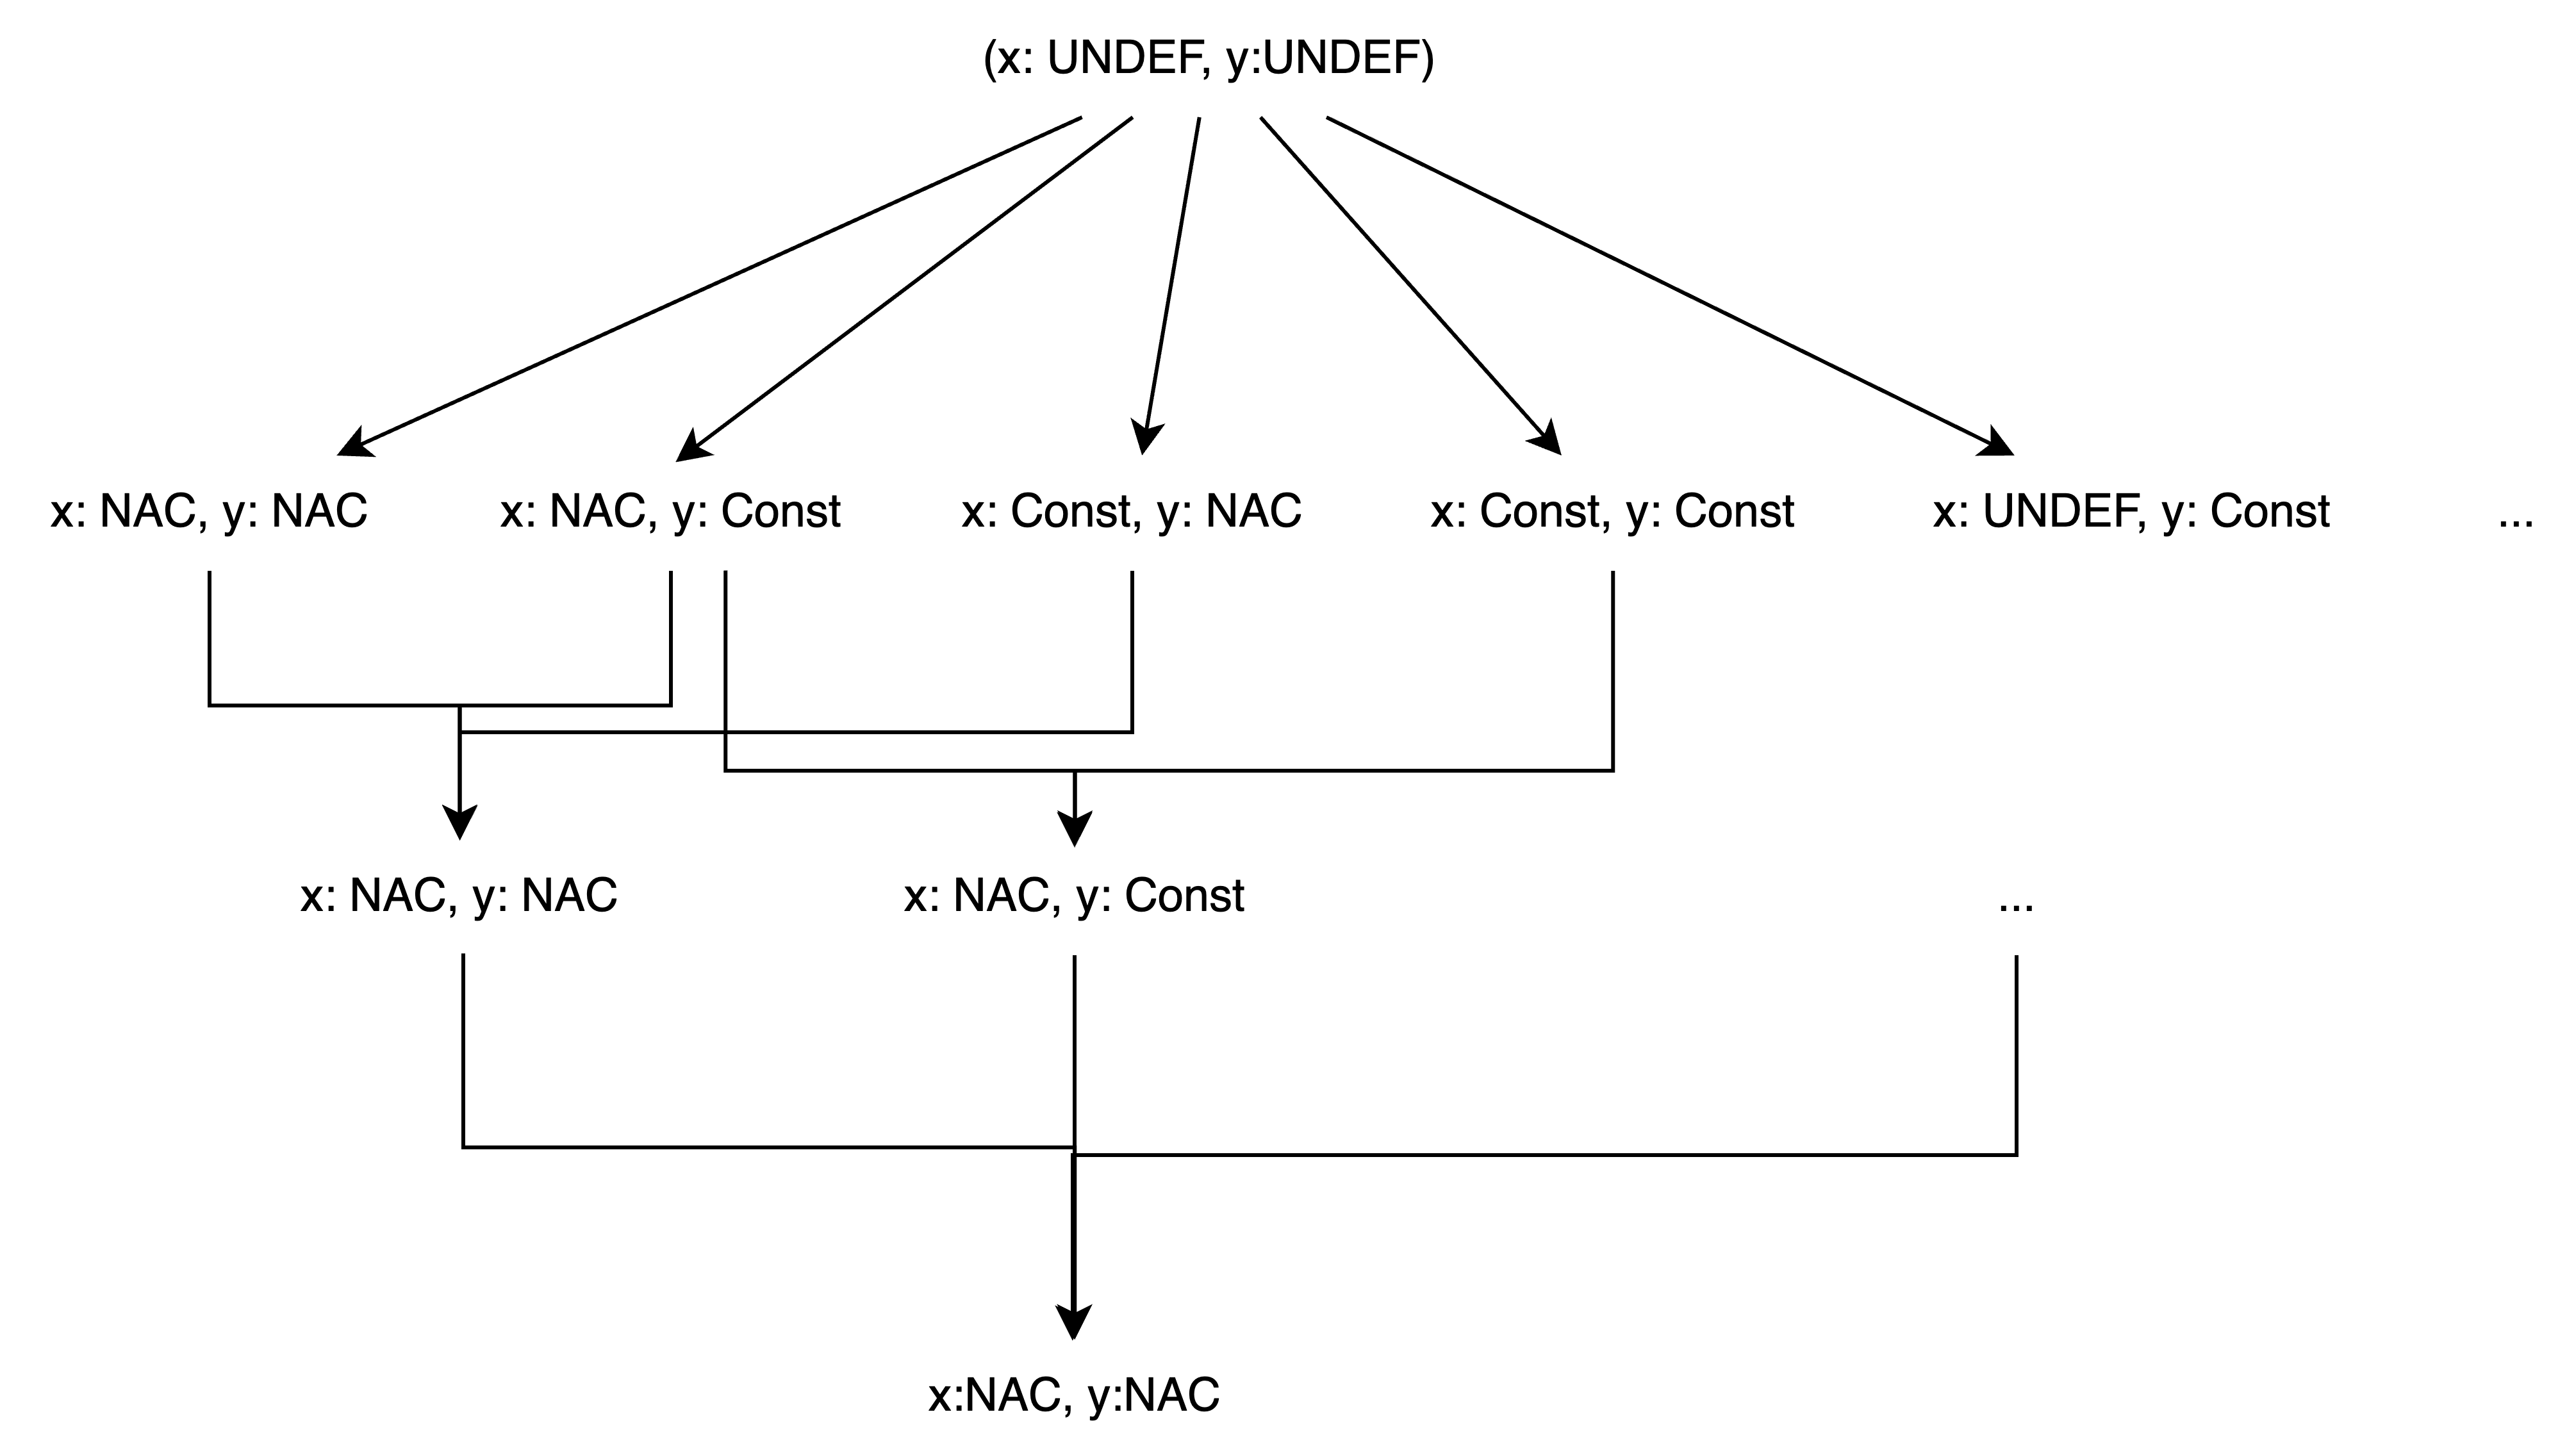 (x: UNDEF, y:UNDEF)
x: NAC, y: NAC
x: NAC, y: Const
x: Const, y: NAC
x: Const, y: Const
x: UNDEF, y: Const
...
x: NAC, y: NAC
x: NAC, y: Const
...
x:NAC, y:NAC